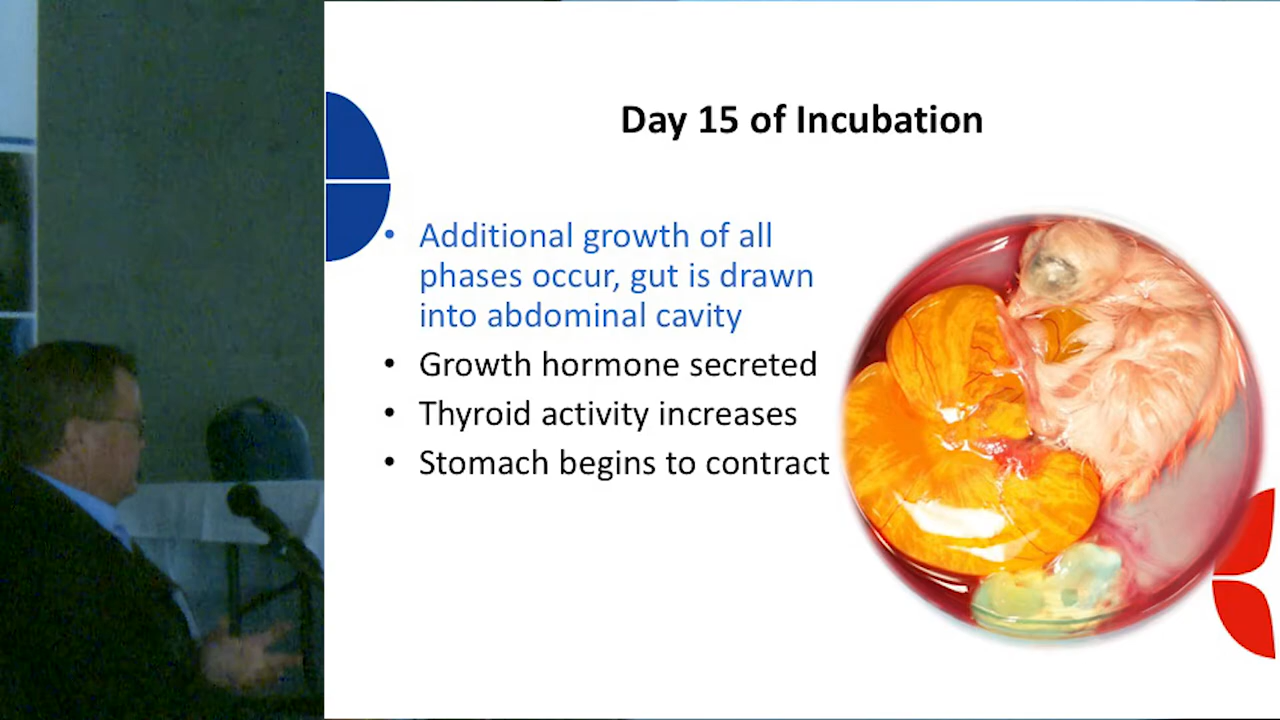 Day 15 of Incubation
• Additional growth of all
phases occur, gut is drawn
into abdominal cavity
• Growth hormone secreted
• Thyroid activity increases
• Stomach begins to contract